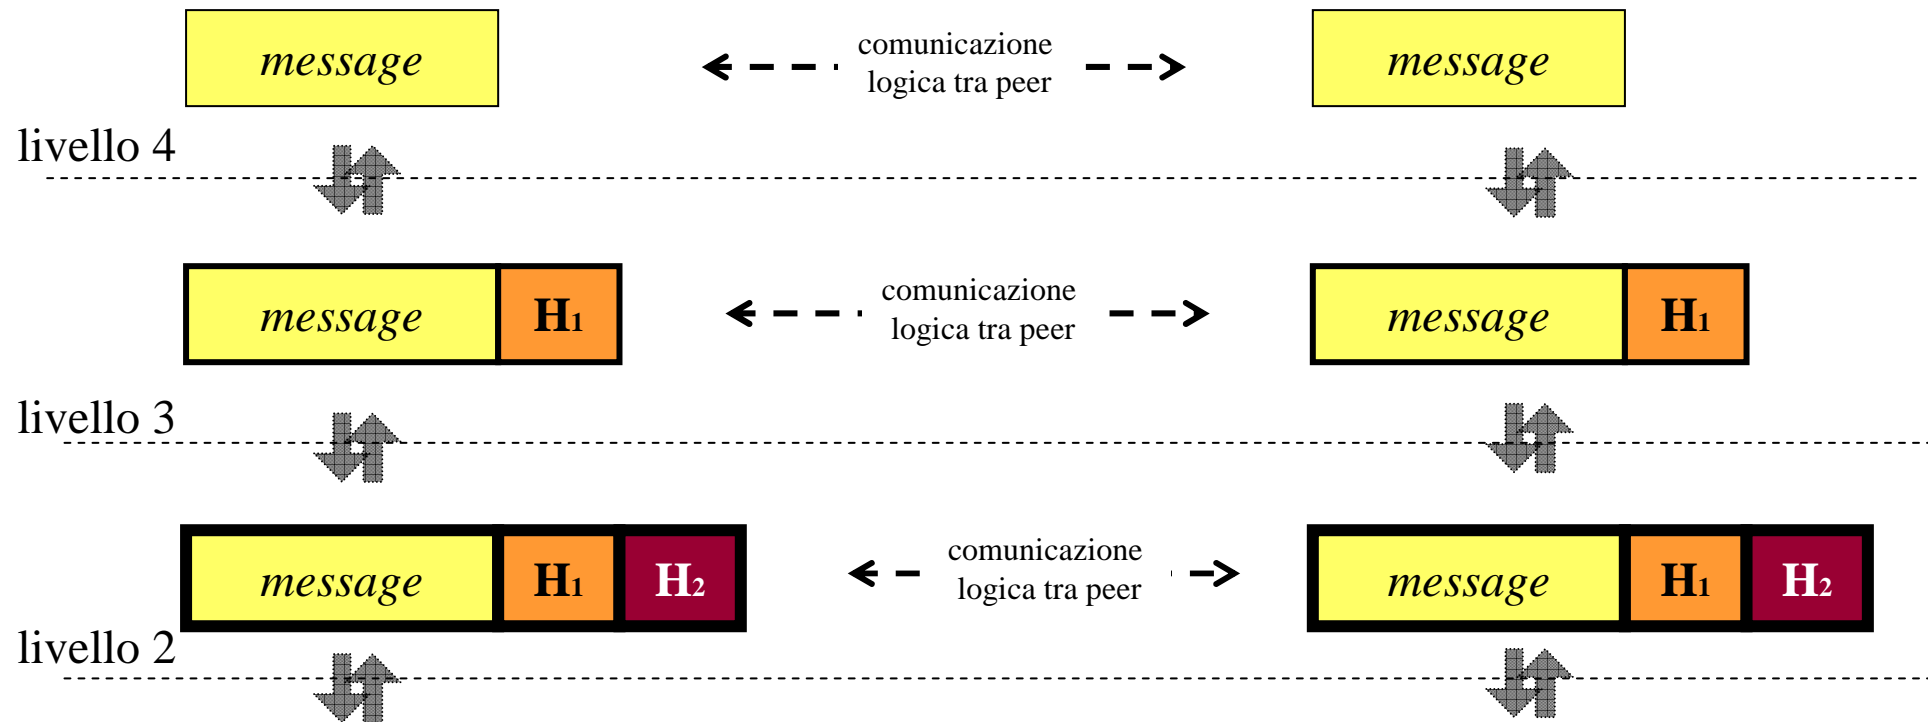 message
comunicazione
logica tra peer
message
livello 4
message H1
comunicazione
logica tra peer
message H1
livello 3
message H1 H2
comunicazione
logica tra peer
message H1 H2
livello 2